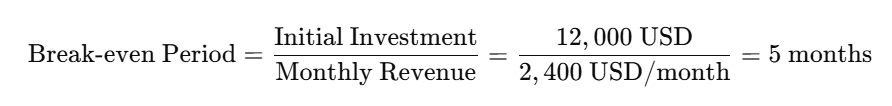 Break-even Period = Initial Investment / Monthly Revenue = 12,000 USD / 2,400 USD/month = 5 months